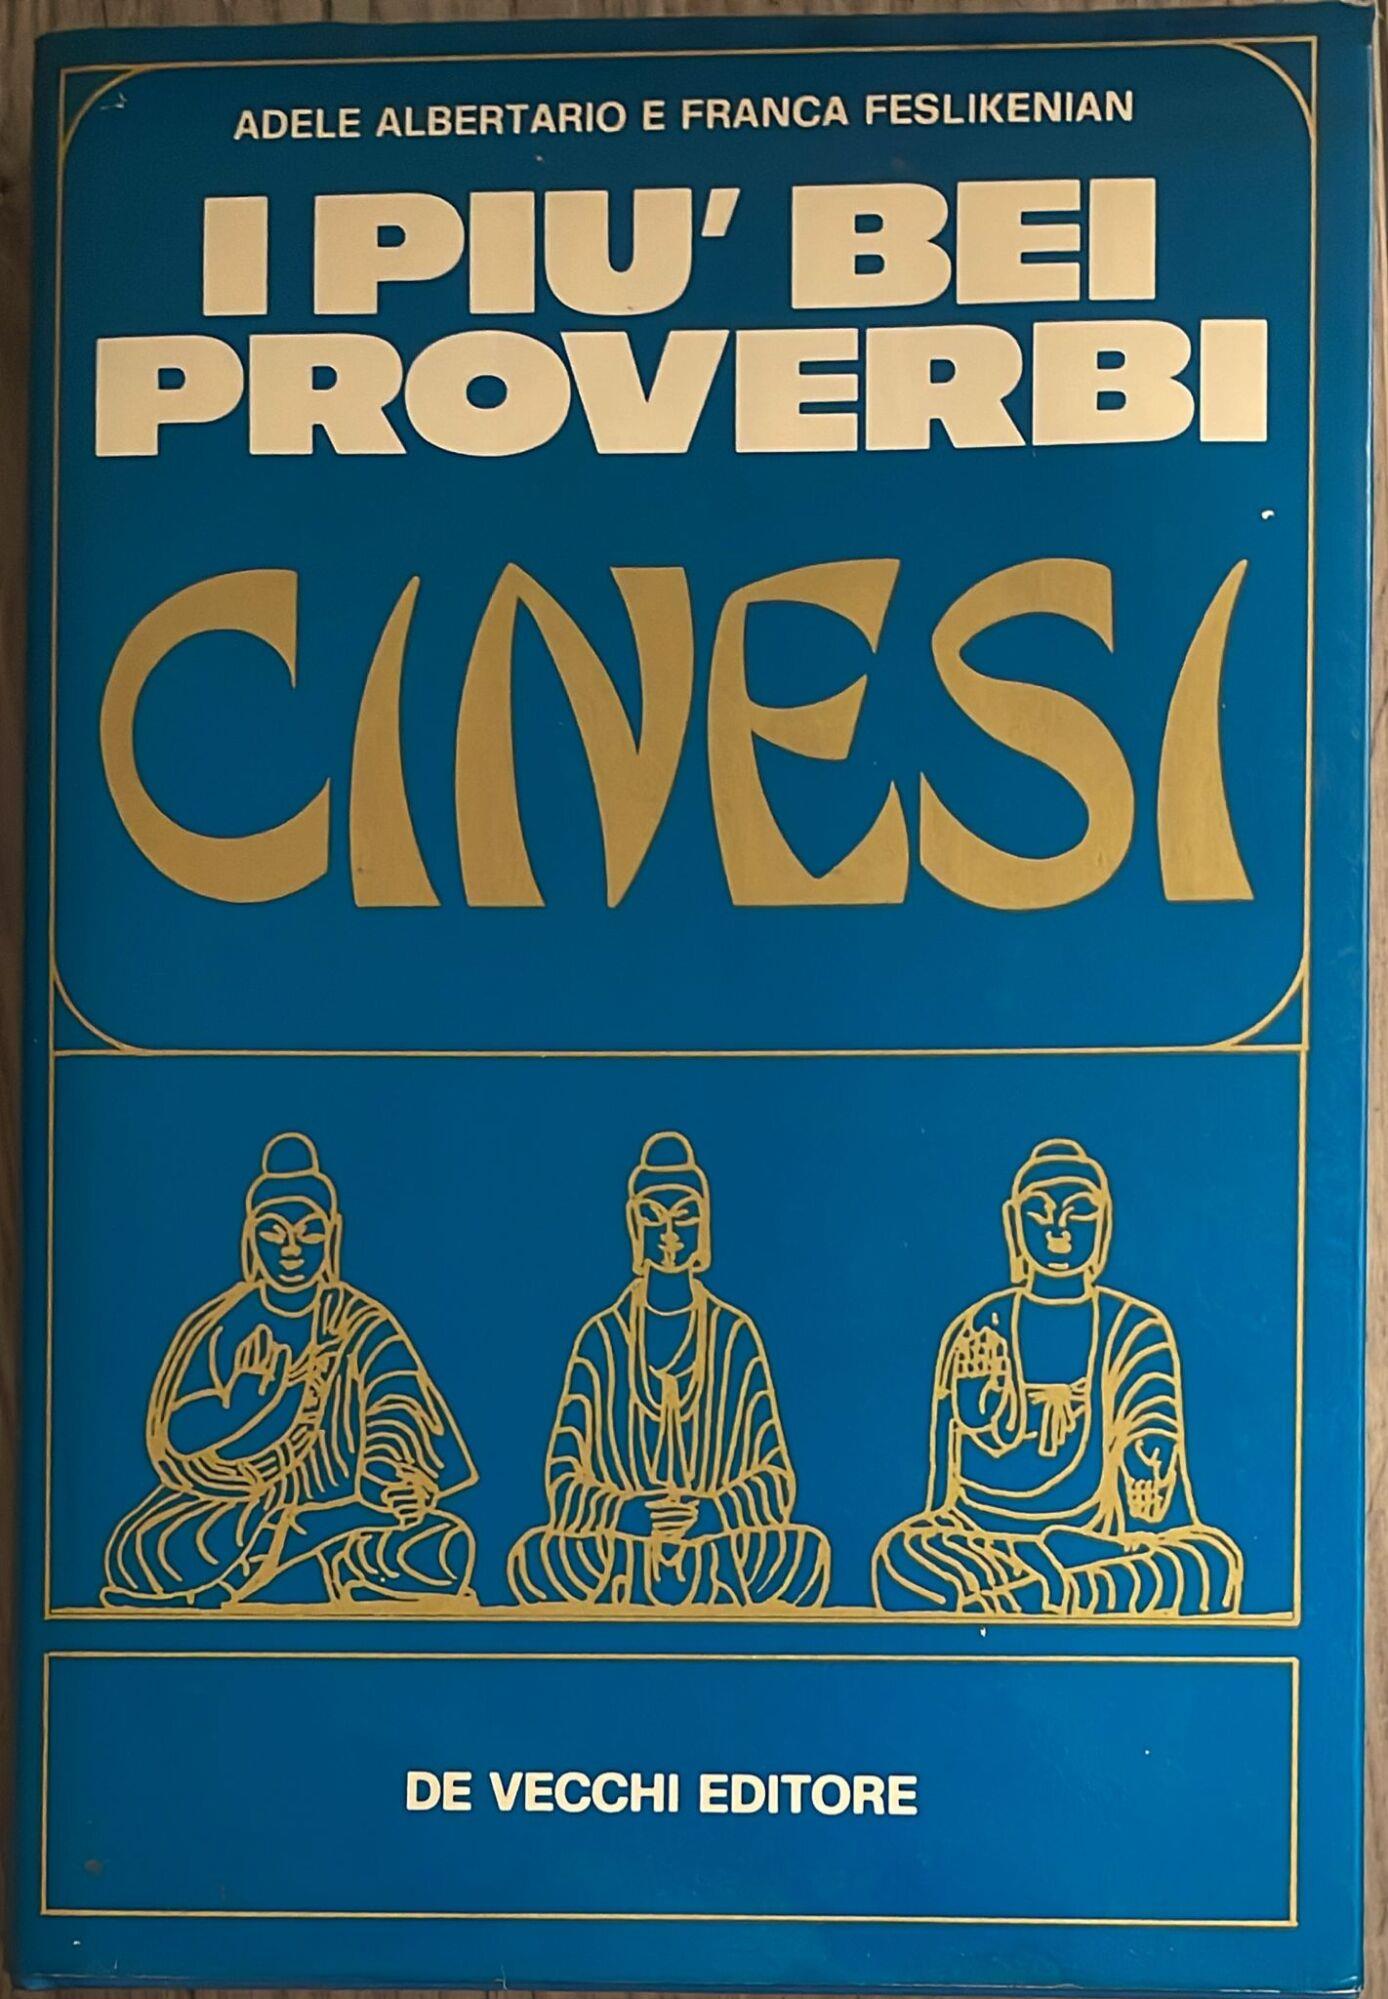 ADELE ALBERTARIO E FRANCA FESLIKENIAN
I PIU' BEI
PROVERBI
CINESI
DE VECCHI EDITORE